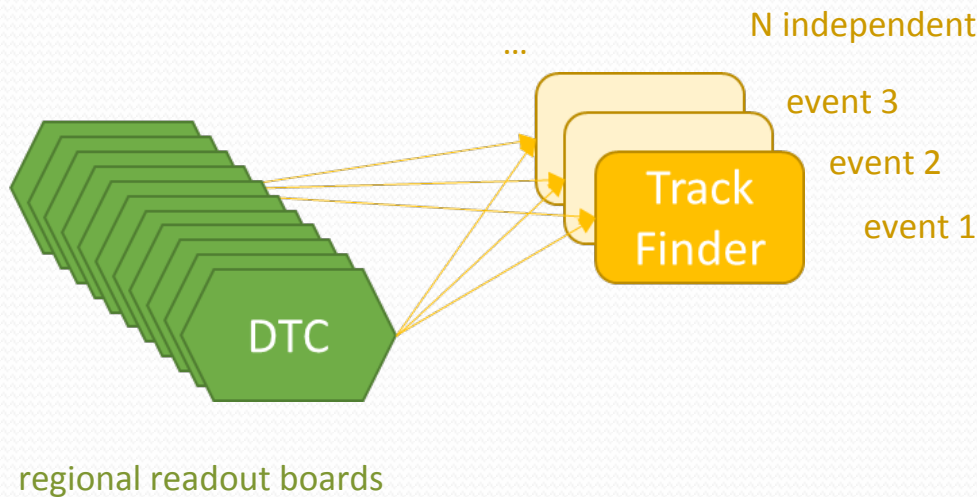 N independent
...
event 3
event 2
Track
Finder
event 1
DTC
regional readout boards